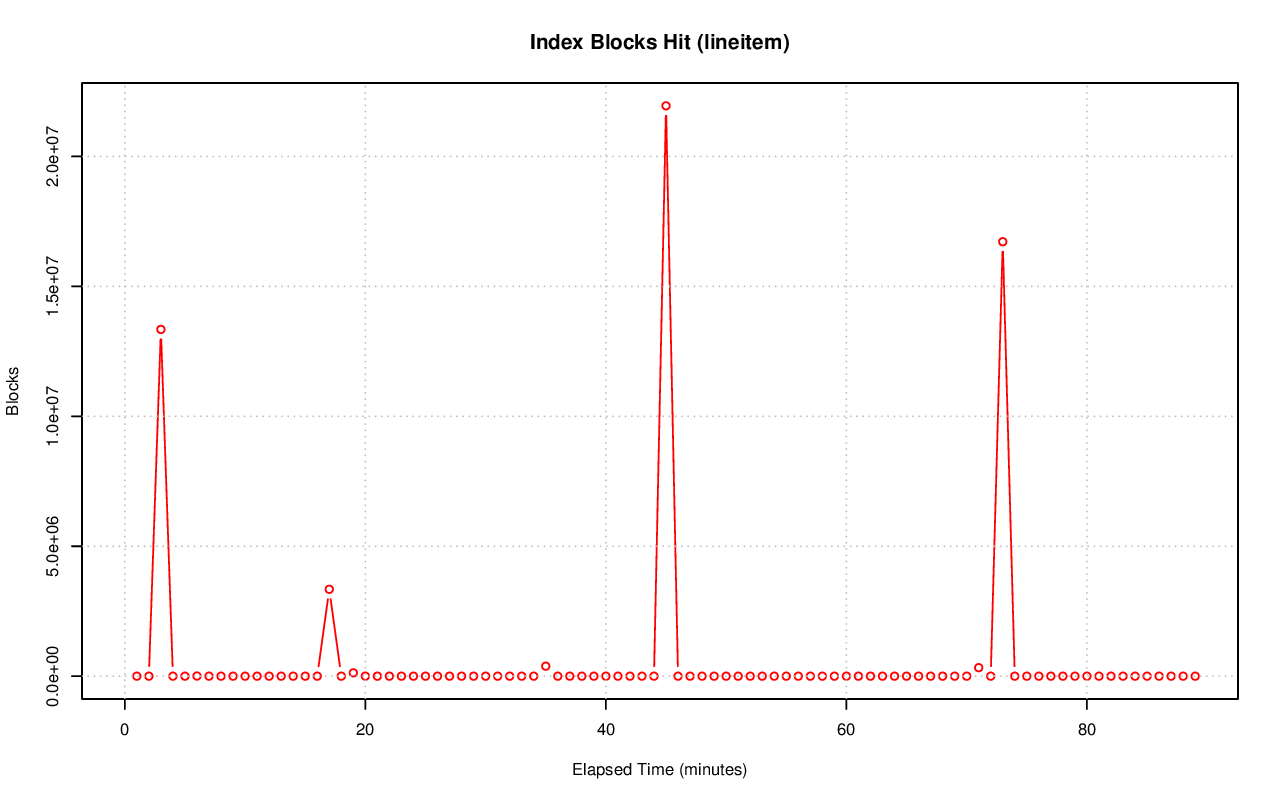 Index Blocks Hit (lineitem)
Blocks
2.0e+07
1.5e+07
1.0e+07
5.0e+06
0.0e+00
0 20 40 60 80
Elapsed Time (minutes)